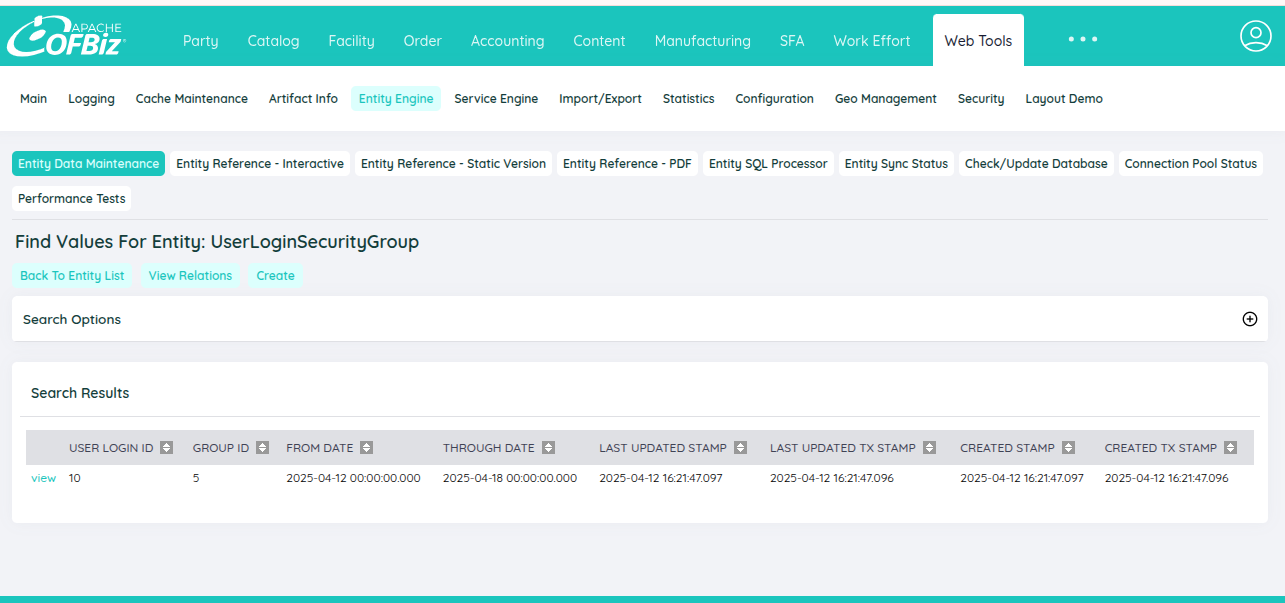 APACHE
OFBiz
Party Catalog Facility Order Accounting Content Manufacturing SFA Work Effort Web Tools
Main Logging Cache Maintenance Artifact Info Entity Engine Service Engine Import/Export Statistics Configuration Geo Management Security Layout Demo
Entity Data Maintenance Entity Reference - Interactive Entity Reference - Static Version Entity Reference - PDF Entity SQL Processor Entity Sync Status Check/Update Database Connection Pool Status
Performance Tests
Find Values For Entity: UserLoginSecurityGroup
Back To Entity List View Relations Create
Search Options
Search Results
USER LOGIN ID GROUP ID FROM DATE THROUGH DATE LAST UPDATED STAMP LAST UPDATED TX STAMP CREATED STAMP CREATED TX STAMP
view 10 5 2025-04-12 00:00:00.000 2025-04-18 00:00:00.000 2025-04-12 16:21:47.097 2025-04-12 16:21:47.096 2025-04-12 16:21:47.097 2025-04-12 16:21:47.096